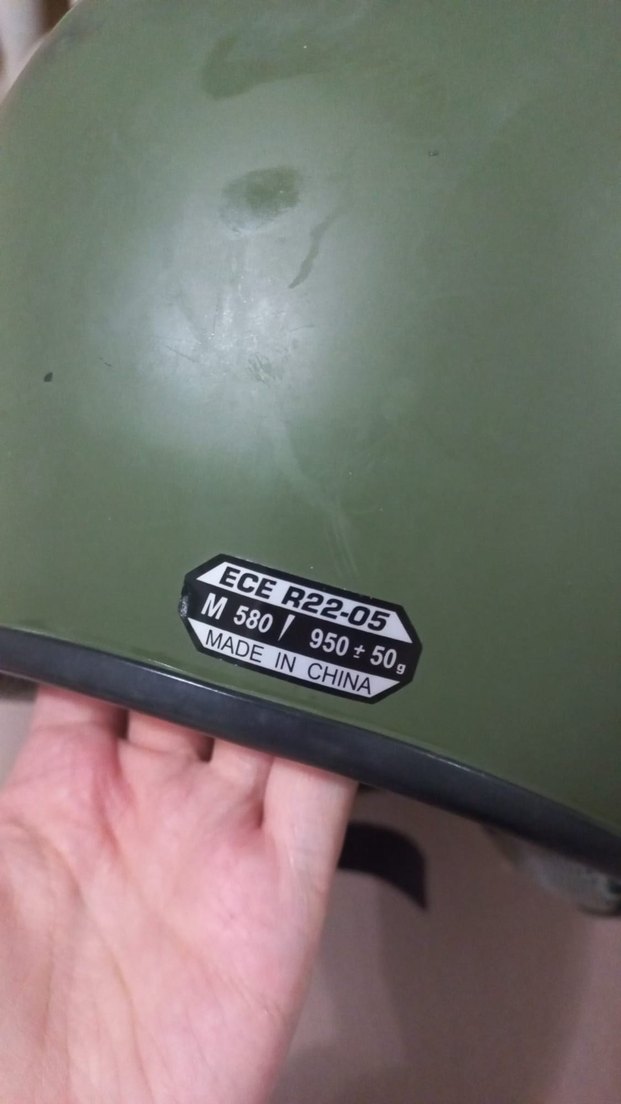 ECE R22-05
M 580 / 950 ± 50g
MADE IN CHINA